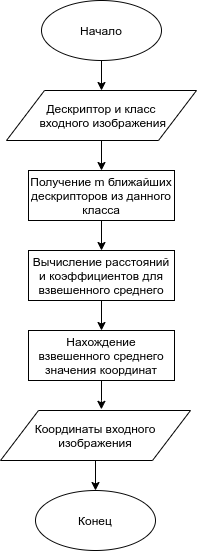 Начало
Дескриптор и класс
входного изображения
Получение m ближайших
дескрипторов из данного
класса
Вычисление расстояний
и коэффициентов для
взвешенного среднего
Нахождение
взвешенного среднего
значения координат
Координаты входного
изображения
Конец